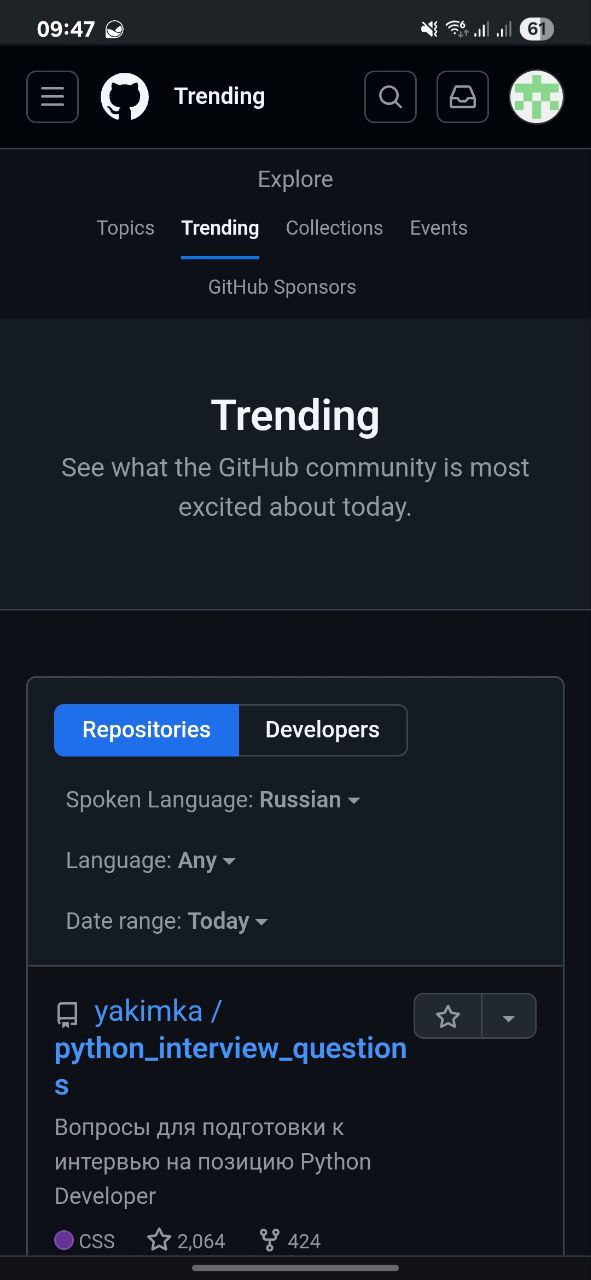 09:47
61
Trending
Explore
Topics Trending Collections Events
GitHub Sponsors
Trending
See what the GitHub community is most
excited about today.
Repositories Developers
Spoken Language: Russian
Language: Any
Date range: Today
yakimka /
python_interview_question
s
Вопросы для подготовки к
интервью на позицию Python
Developer
CSS 2,064 424